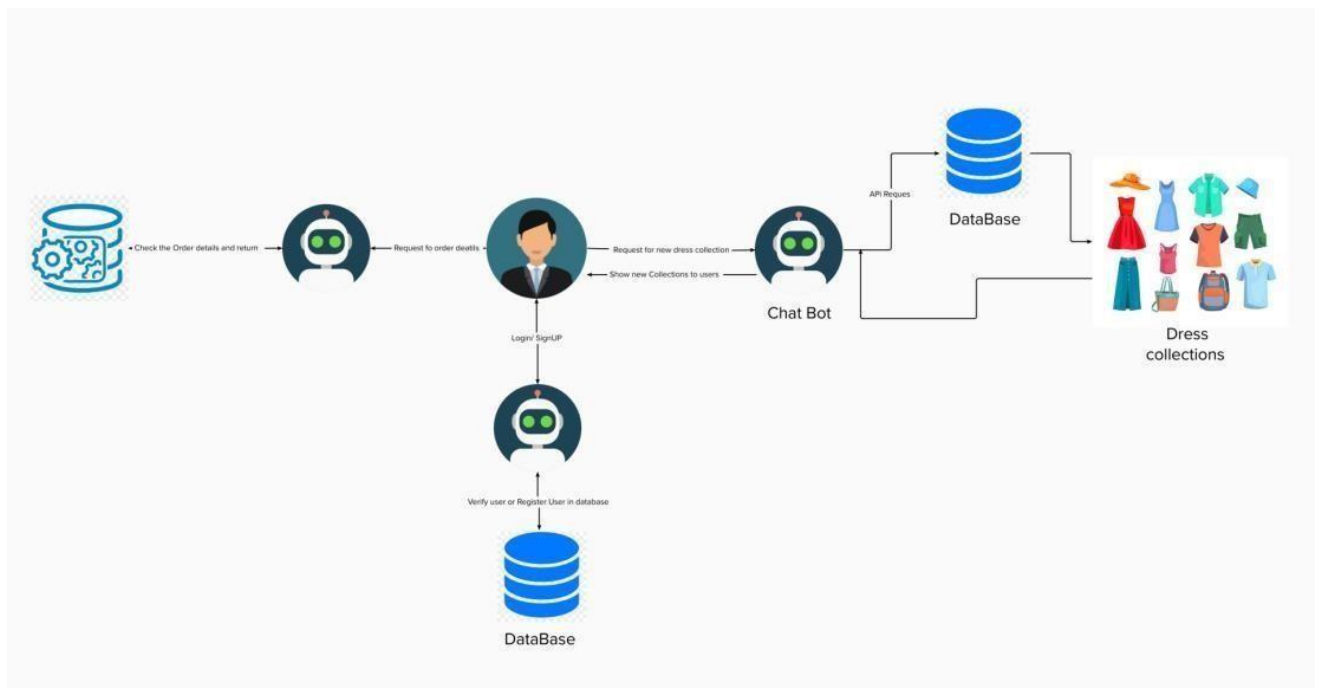 API Reques
DataBase
Check the Order details and return
Request fo order deatils
Request for new dress collection
Show new Collections to users
Chat Bot
Dress
collections
Login/ SignUP
Verify user or Register User in database
DataBase